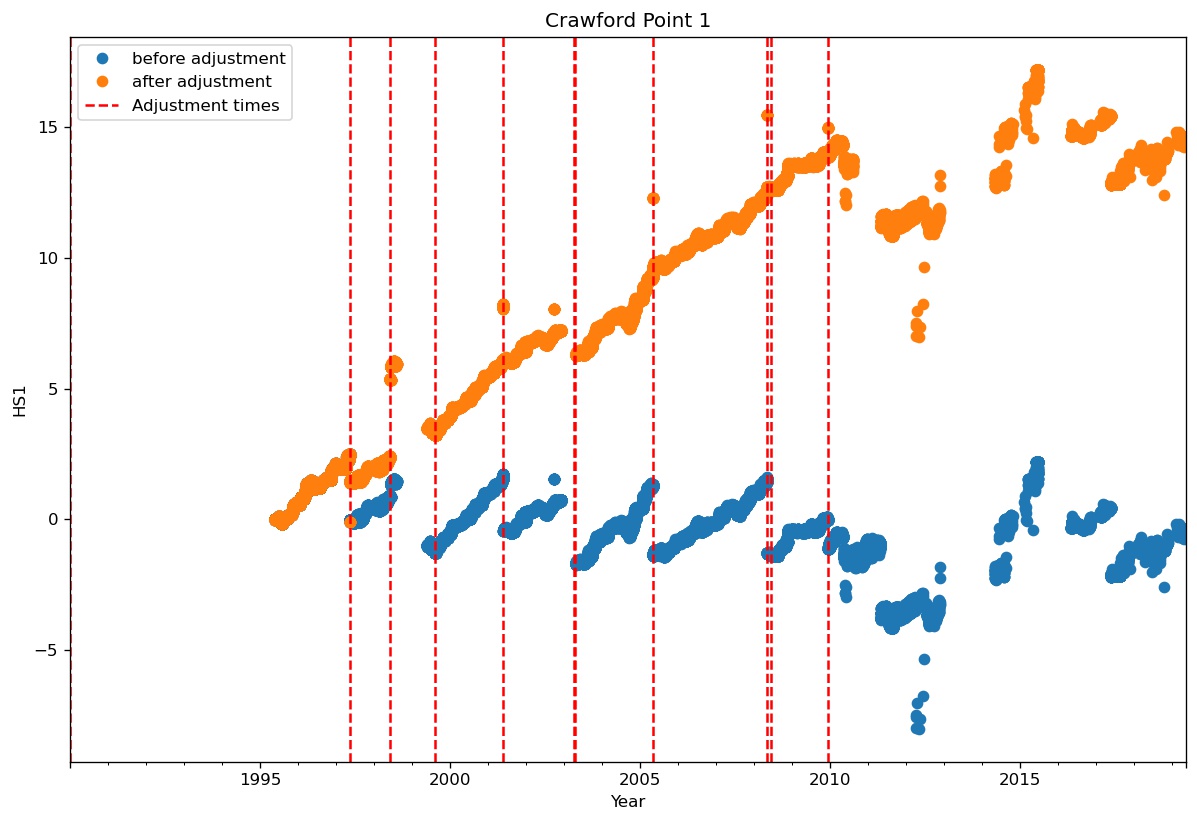 Crawford Point 1
before adjustment
after adjustment
Adjustment times
HS1
15
10
5
0
−5
1995 2000 2005 2010 2015
Year